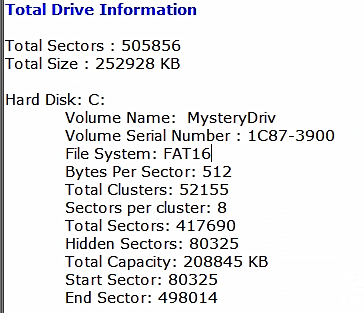 Total Drive Information
Total Sectors : 505856
Total Size : 252928 KB
Hard Disk: C:
Volume Name: MysteryDriv
Volume Serial Number : 1C87-3900
File System: FAT16
Bytes Per Sector: 512
Total Clusters: 52155
Sectors per cluster: 8
Total Sectors: 417690
Hidden Sectors: 80325
Total Capacity: 208845 KB
Start Sector: 80325
End Sector: 498014